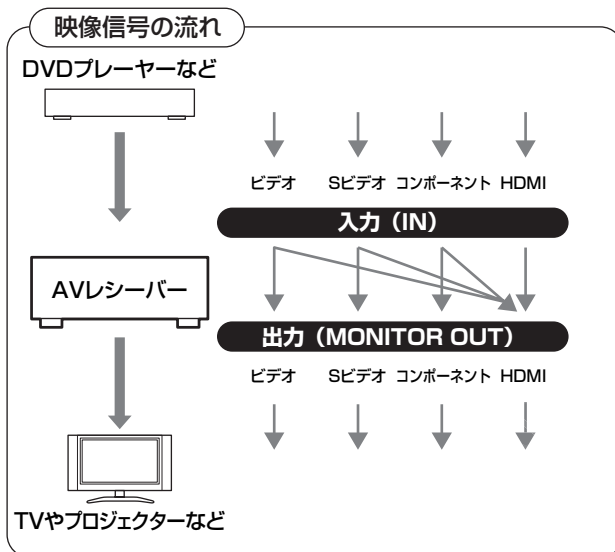 映像信号の流れ
DVDプレーヤーなど
ビデオ Sビデオ コンポーネント HDMI
入力（IN）
AVレシーバー
出力（MONITOR OUT）
ビデオ Sビデオ コンポーネント HDMI
TVやプロジェクターなど